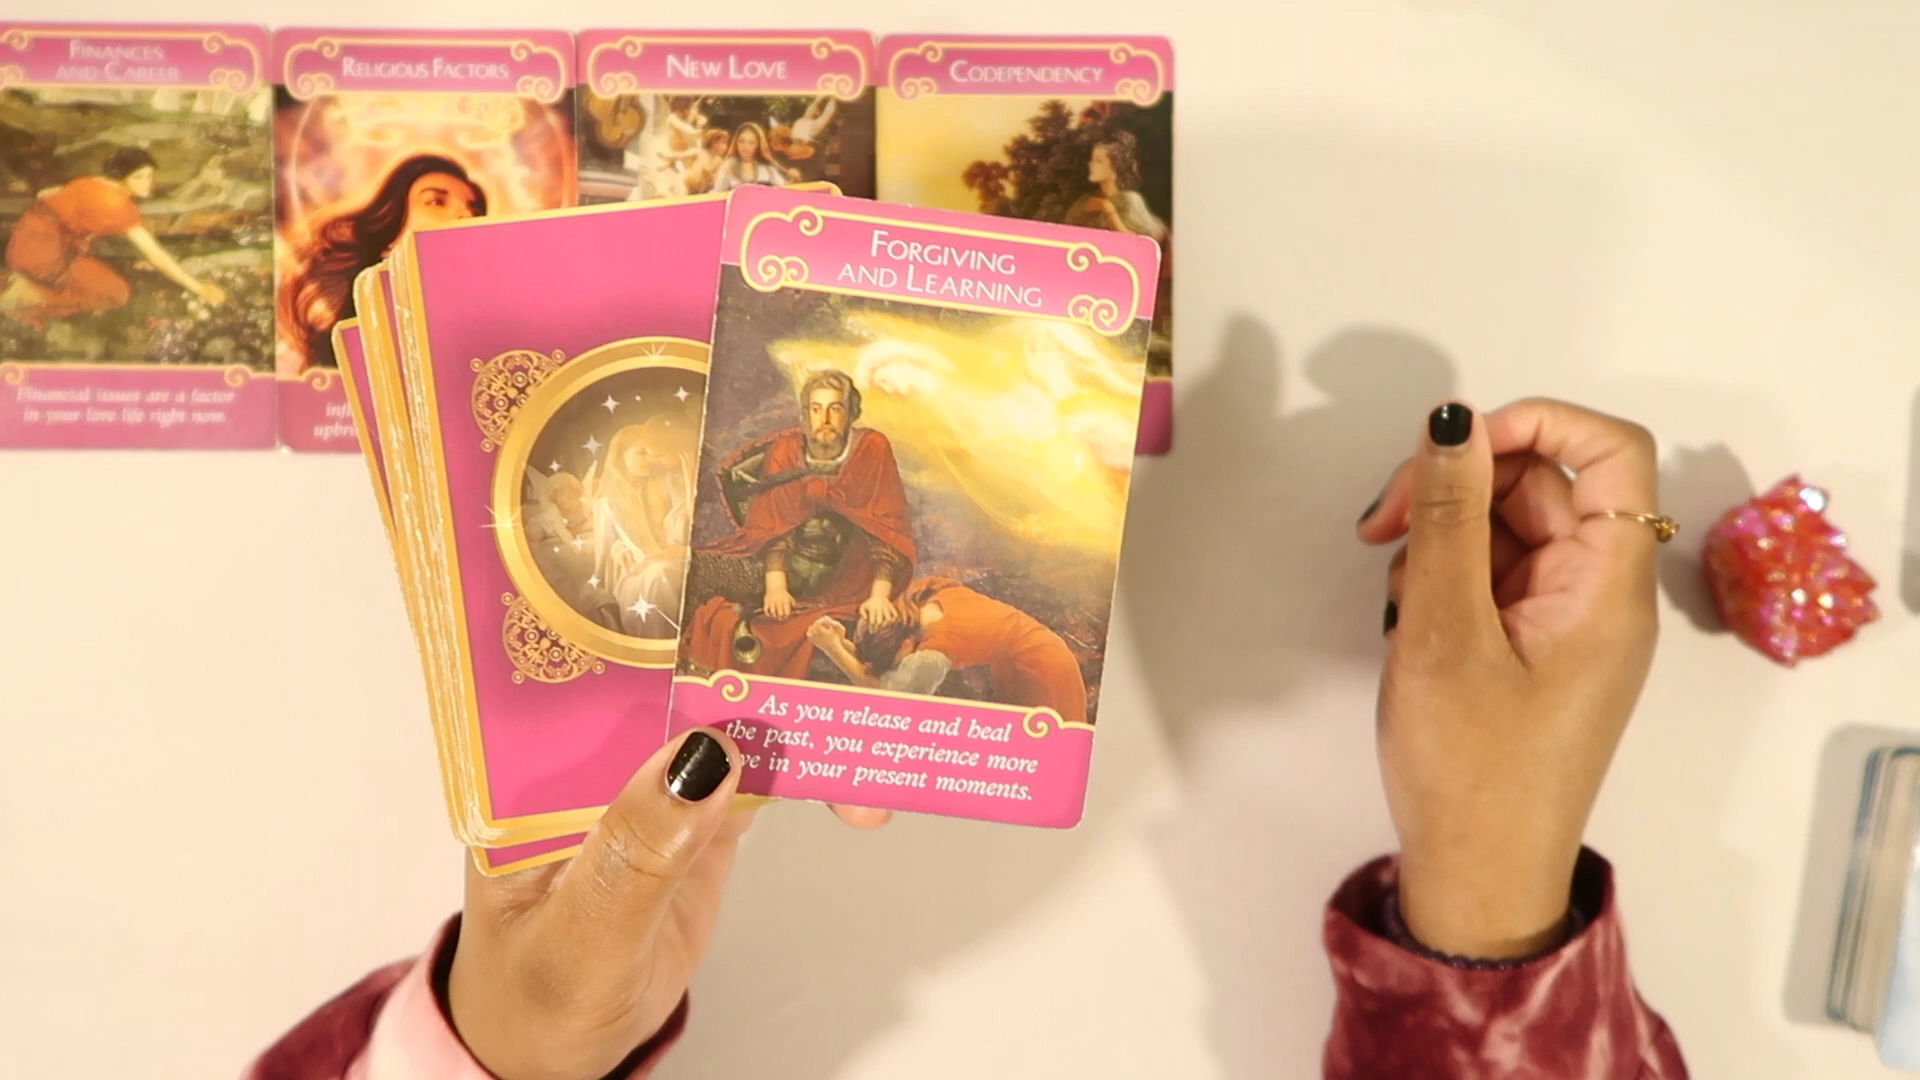 FINANCES
AND CAREER
RELIGIOUS FACTORS
NEW LOVE
CODEPENDENCY
Financial issues are a factor
in your love life right now.
FORGIVING
AND LEARNING
As you release and heal
the past, you experience more
in your present moments.